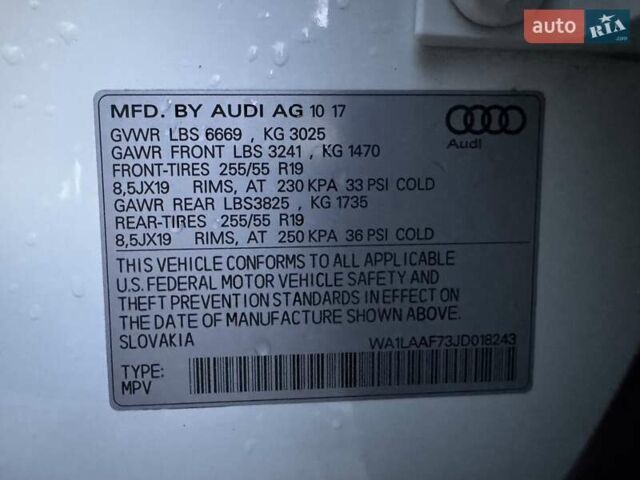 auto RIA .com
MFD. BY AUDI AG 10 17
GVWR LBS 6669 , KG 3025
GAWR FRONT LBS 3241 , KG 1470
FRONT-TIRES 255/55 R19
8,5JX19 RIMS, AT 230 KPA 33 PSI COLD
GAWR REAR LBS3825 , KG 1735
REAR-TIRES 255/55 R19
8,5JX19 RIMS, AT 250 KPA 36 PSI COLD
Audi
THIS VEHICLE CONFORMS TO ALL APPLICABLE
U.S. FEDERAL MOTOR VEHICLE SAFETY AND
THEFT PREVENTION STANDARDS IN EFFECT ON
THE DATE OF MANUFACTURE SHOWN ABOVE.
SLOVAKIA WA1LAAF73JD018243
TYPE:
MPV